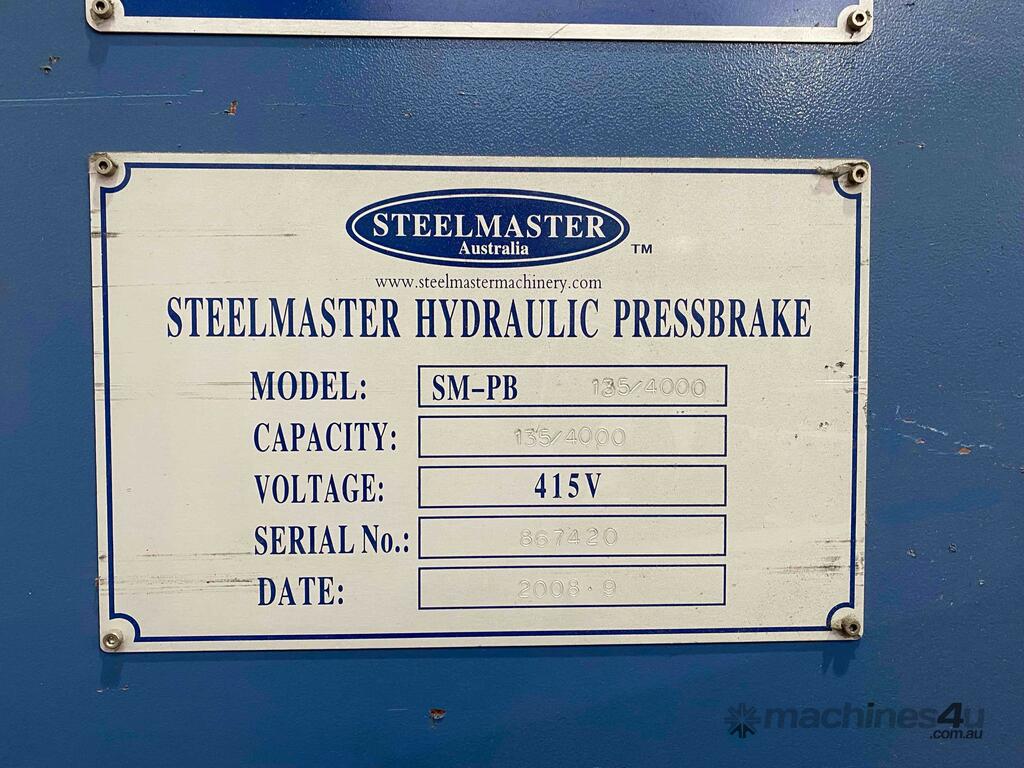 STEELMASTER
Australia
TM
www.steelmastermachinery.com
STEELMASTER HYDRAULIC PRESSBRAKE
MODEL: SM-PB 135/4000
CAPACITY: 135/4000
VOLTAGE: 415V
SERIAL No.: 867420
DATE: 2008.9
machines4u
.com.au